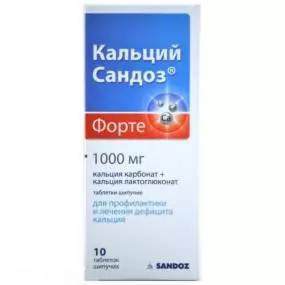 Кальций
Сандоз®
Ca
Форте
1000 мг
кальция карбонат +
кальция лактоглюконат
таблетки шипучие
для профилактики
и лечения дефицита
кальция
10
таблеток
шипучих
SANDOZ